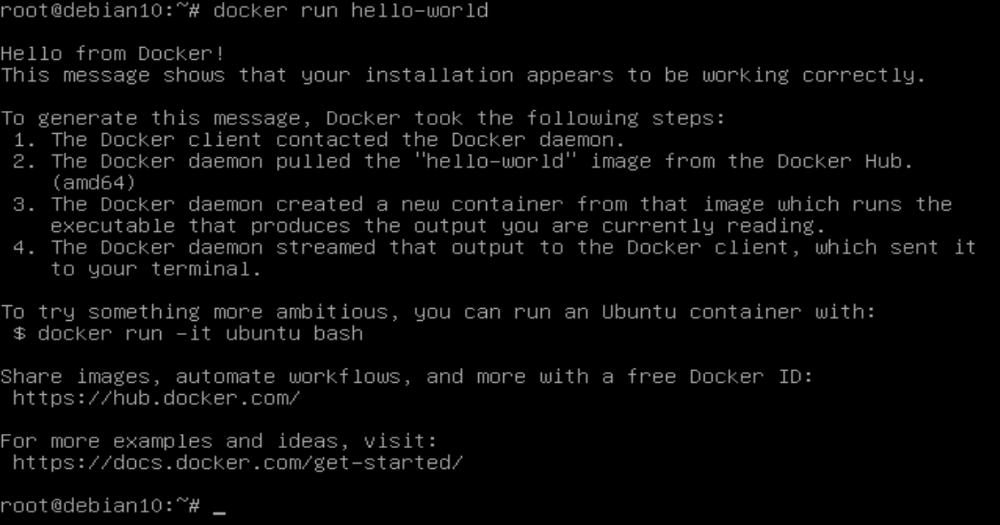 root@debian10:~# docker run hello-world
Hello from Docker!
This message shows that your installation appears to be working correctly.
To generate this message, Docker took the following steps:
1. The Docker client contacted the Docker daemon.
2. The Docker daemon pulled the "hello-world" image from the Docker Hub.
(amd64)
3. The Docker daemon created a new container from that image which runs the
executable that produces the output you are currently reading.
4. The Docker daemon streamed that output to the Docker client, which sent it
to your terminal.
To try something more ambitious, you can run an Ubuntu container with:
$ docker run -it ubuntu bash
Share images, automate workflows, and more with a free Docker ID:
https://hub.docker.com/
For more examples and ideas, visit:
https://docs.docker.com/get-started/
root@debian10:~# _